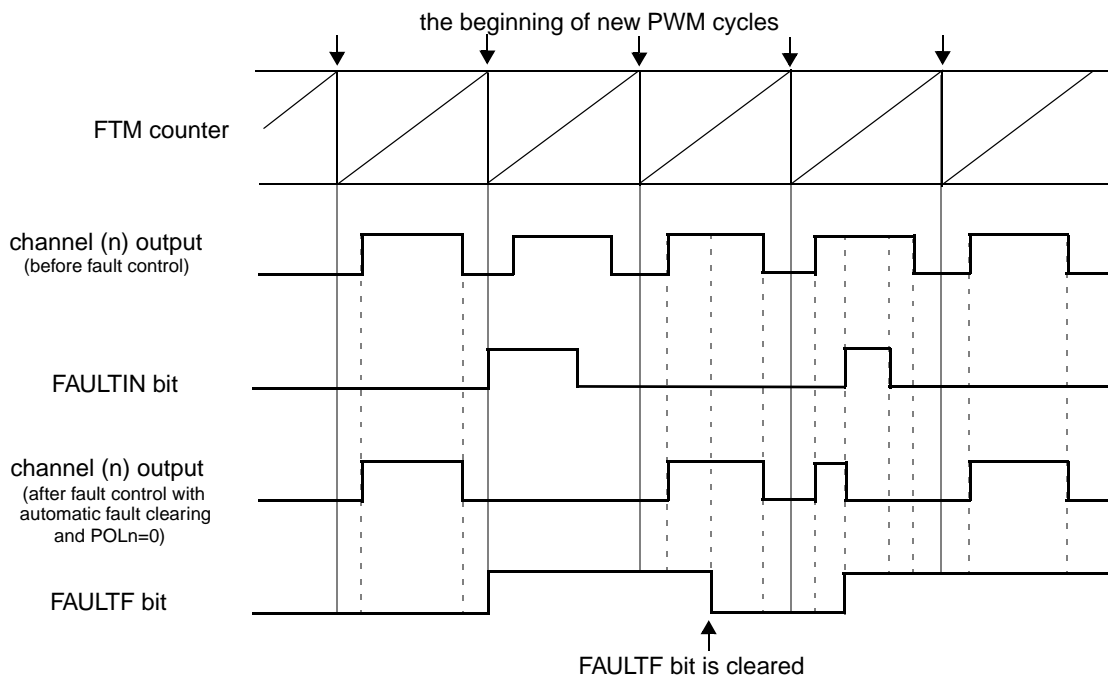 the beginning of new PWM cycles
FTM counter
channel (n) output
(before fault control)
FAULTIN bit
channel (n) output
(after fault control with
automatic fault clearing
and POLn=0)
FAULTF bit
FAULTF bit is cleared